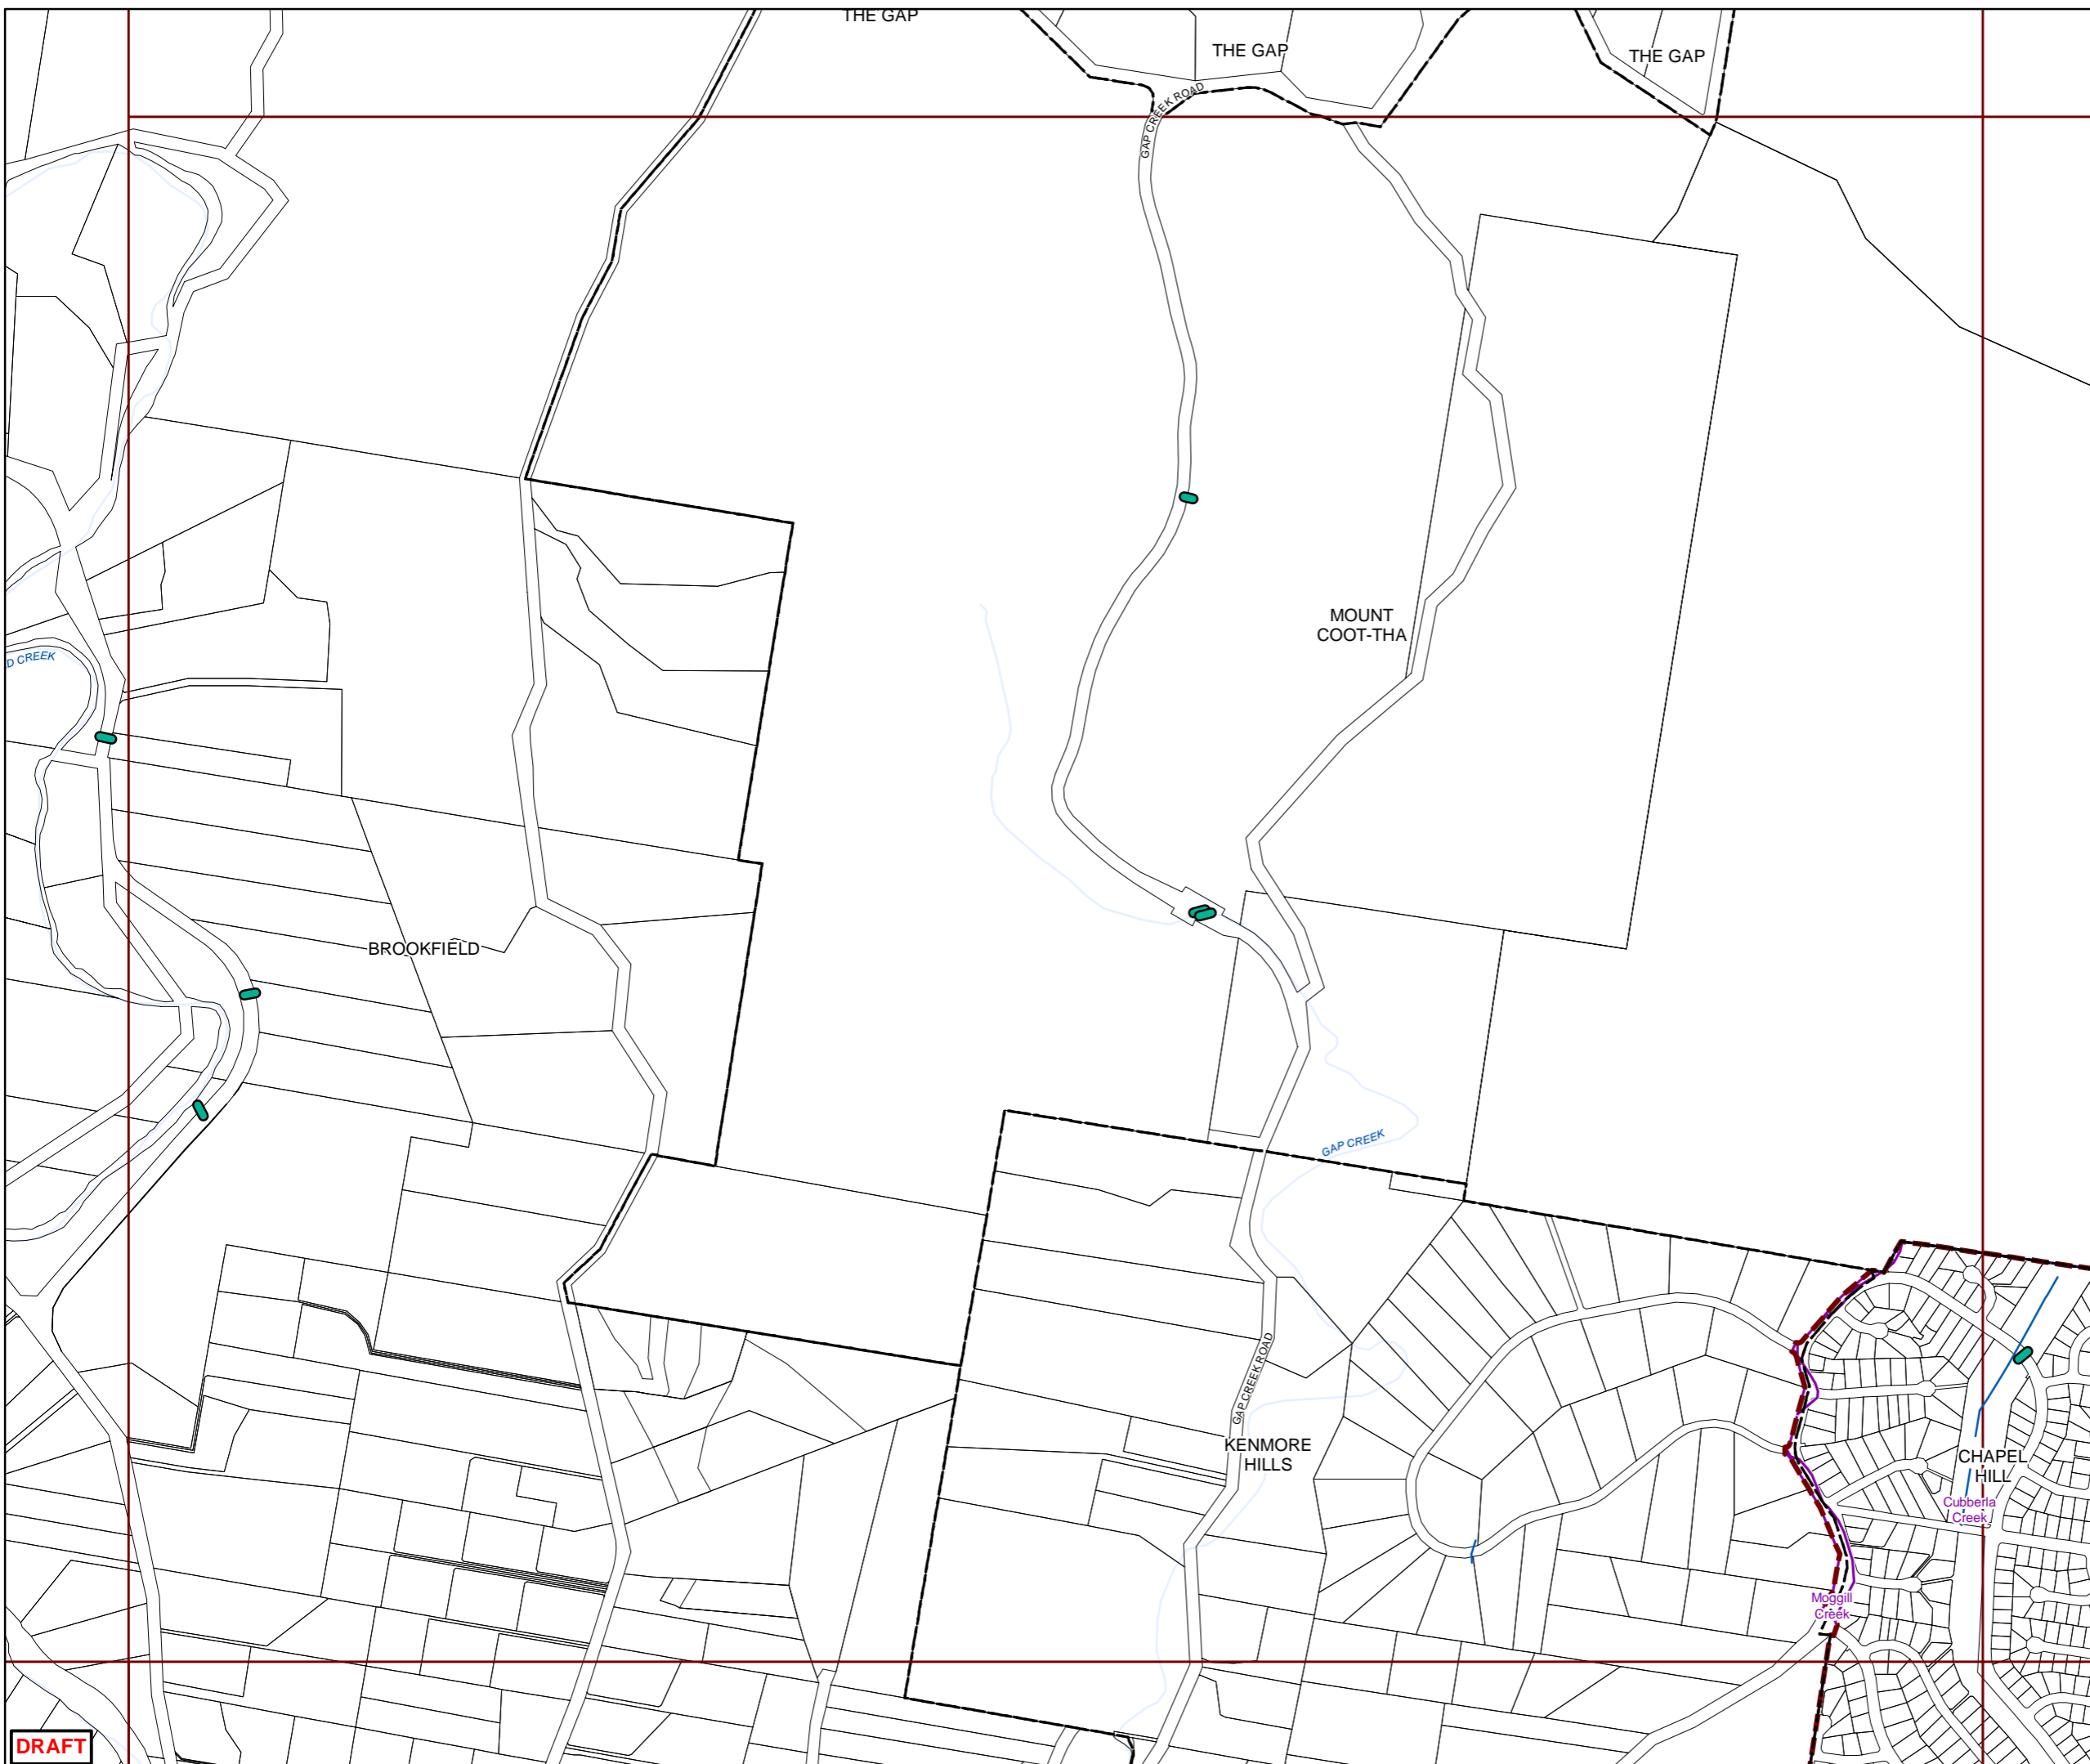 THE GAP
THE GAP
THE GAP
GAP CREEK ROAD
MOUNT
COOT-THA
D CREEK
BROOKFIELD
GAP CREEK
GAP CREEK ROAD
KENMORE
HILLS
CHAPEL
HILL
Cubberla
Creek
Moggill
Creek
DRAFT